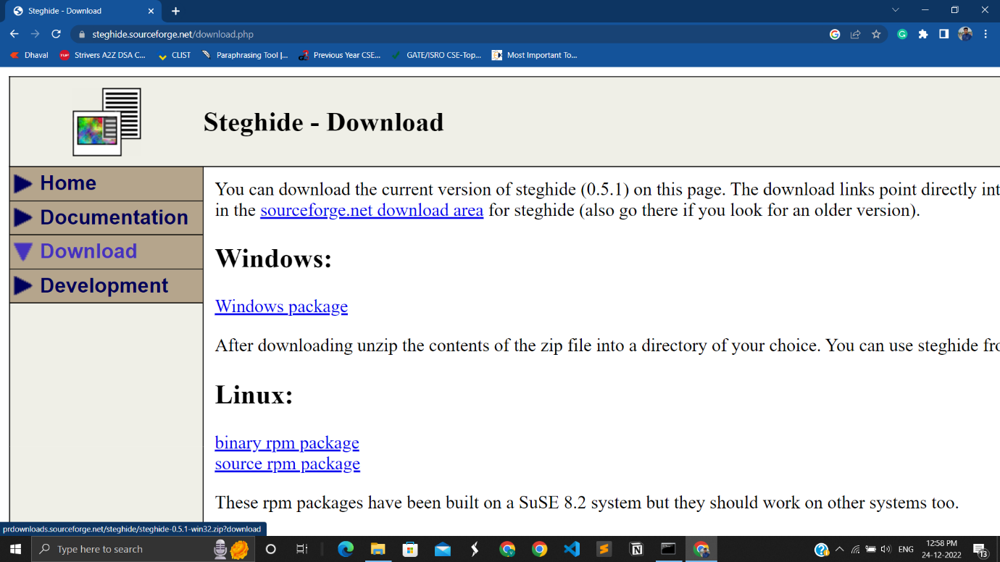 Steghide - Download
steghide.sourceforge.net/download.php
Dhaval
Strivers A2Z DSA C...
CLIST
Paraphrasing Tool |...
Previous Year CSE...
GATE/ISRO CSE-Top...
Most Important To...
Steghide - Download
Home
Documentation
Download
Development
You can download the current version of steghide (0.5.1) on this page. The download links point directly int
in the sourceforge.net download area for steghide (also go there if you look for an older version).
Windows:
Windows package
After downloading unzip the contents of the zip file into a directory of your choice. You can use steghide fro
Linux:
binary rpm package
source rpm package
These rpm packages have been built on a SuSE 8.2 system but they should work on other systems too.
prdownloads.sourceforge.net/steghide/steghide-0.5.1-win32.zip?download
Type here to search
ENG
12:58 PM
24-12-2022
13